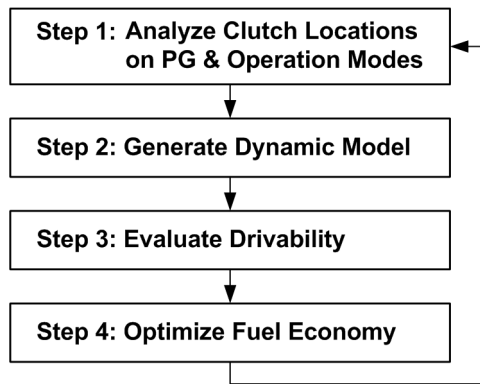 Step 1: Analyze Clutch Locations
on PG & Operation Modes
Step 2: Generate Dynamic Model
Step 3: Evaluate Drivability
Step 4: Optimize Fuel Economy